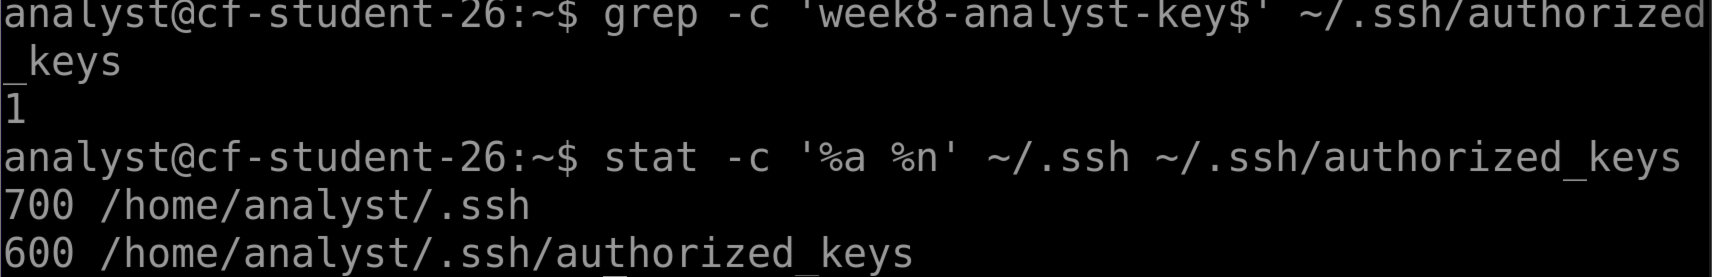 analyst@cf-student-26:~$ grep -c 'week8-analyst-key$' ~/.ssh/authorized
_keys
1
analyst@cf-student-26:~$ stat -c '%a %n' ~/.ssh ~/.ssh/authorized_keys
700 /home/analyst/.ssh
600 /home/analyst/.ssh/authorized_keys